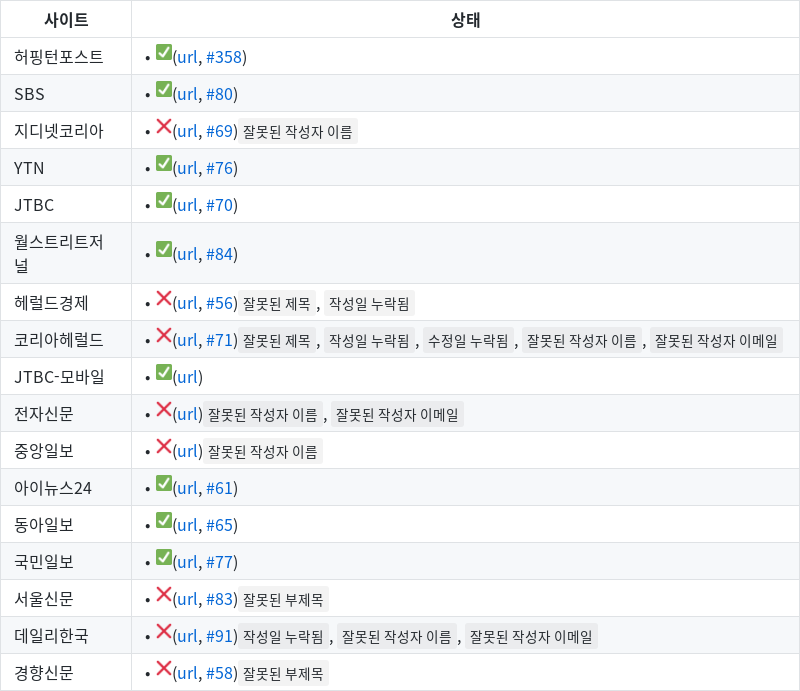 사이트 상태
허핑턴포스트 • ✅(url, #358)
SBS • ✅(url, #80)
지디넷코리아 • ❌(url, #69) 잘못된 작성자 이름
YTN • ✅(url, #76)
JTBC • ✅(url, #70)
월스트리트저
널 • ✅(url, #84)
헤럴드경제 • ❌(url, #56) 잘못된 제목 , 작성일 누락됨
코리아헤럴드 • ❌(url, #71) 잘못된 제목 , 작성일 누락됨 , 수정일 누락됨 , 잘못된 작성자 이름 , 잘못된 작성자 이메일
JTBC-모바일 • ✅(url)
전자신문 • ❌(url) 잘못된 작성자 이름 , 잘못된 작성자 이메일
중앙일보 • ❌(url) 잘못된 작성자 이름
아이뉴스24 • ✅(url, #61)
동아일보 • ✅(url, #65)
국민일보 • ✅(url, #77)
서울신문 • ❌(url, #83) 잘못된 부제목
데일리한국 • ❌(url, #91) 작성일 누락됨 , 잘못된 작성자 이름 , 잘못된 작성자 이메일
경향신문 • ❌(url, #58) 잘못된 부제목